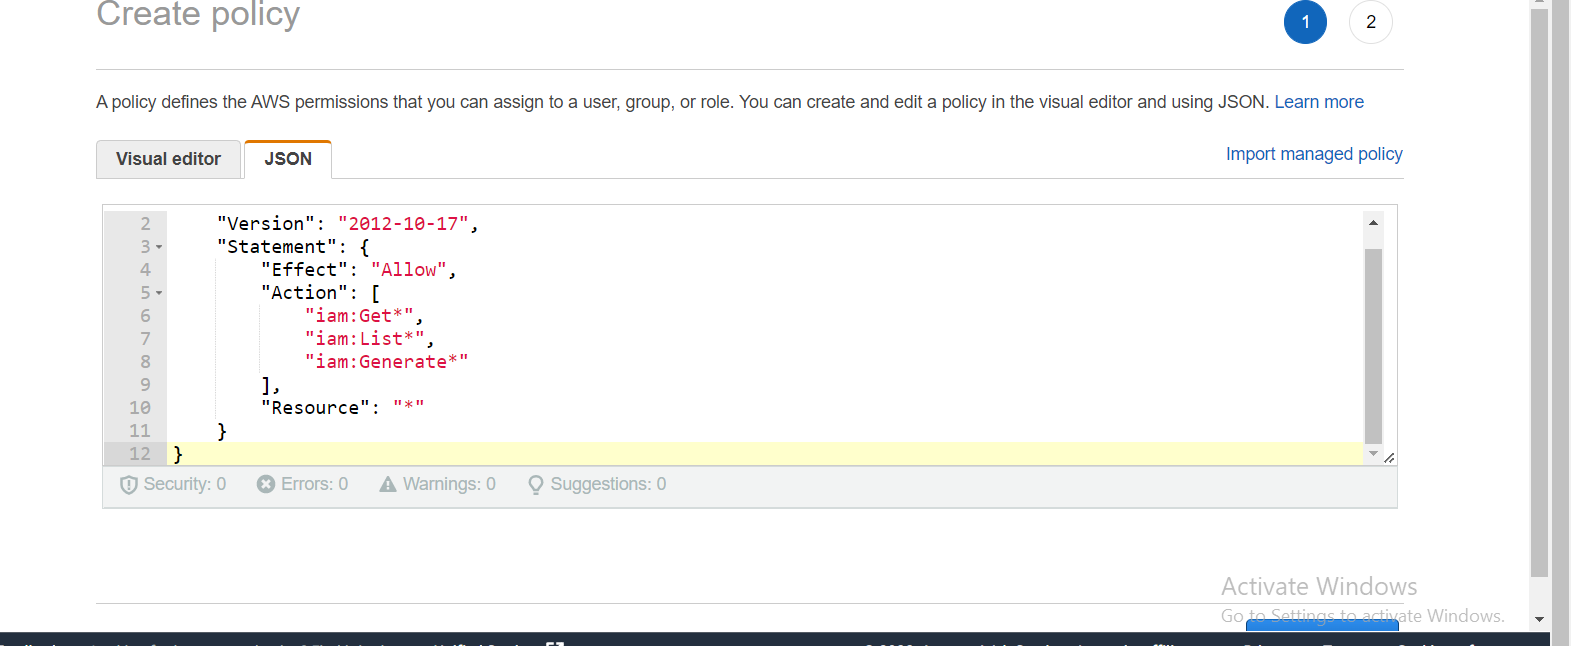 Create policy
1
2
A policy defines the AWS permissions that you can assign to a user, group, or role. You can create and edit a policy in the visual editor and using JSON. Learn more
Visual editor
JSON
Import managed policy
2 "Version": "2012-10-17",
3 "Statement": {
4 "Effect": "Allow",
5 "Action": [
6 "iam:Get*",
7 "iam:List*",
8 "iam:Generate*"
9 ],
10 "Resource": "*"
11 }
12 }
Security: 0 Errors: 0 Warnings: 0 Suggestions: 0
Activate Windows
Go to Settings to activate Windows.